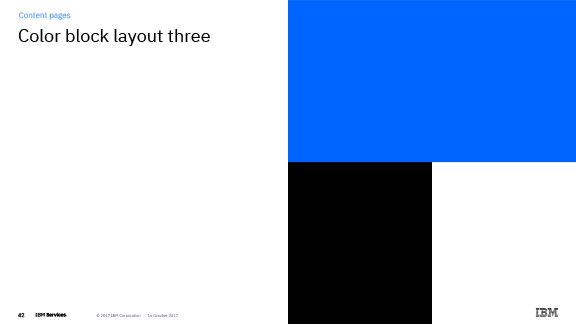 Content pages
Color block layout three
42 IBM Services © 2017 IBM Corporation 16 October 2017
IBM